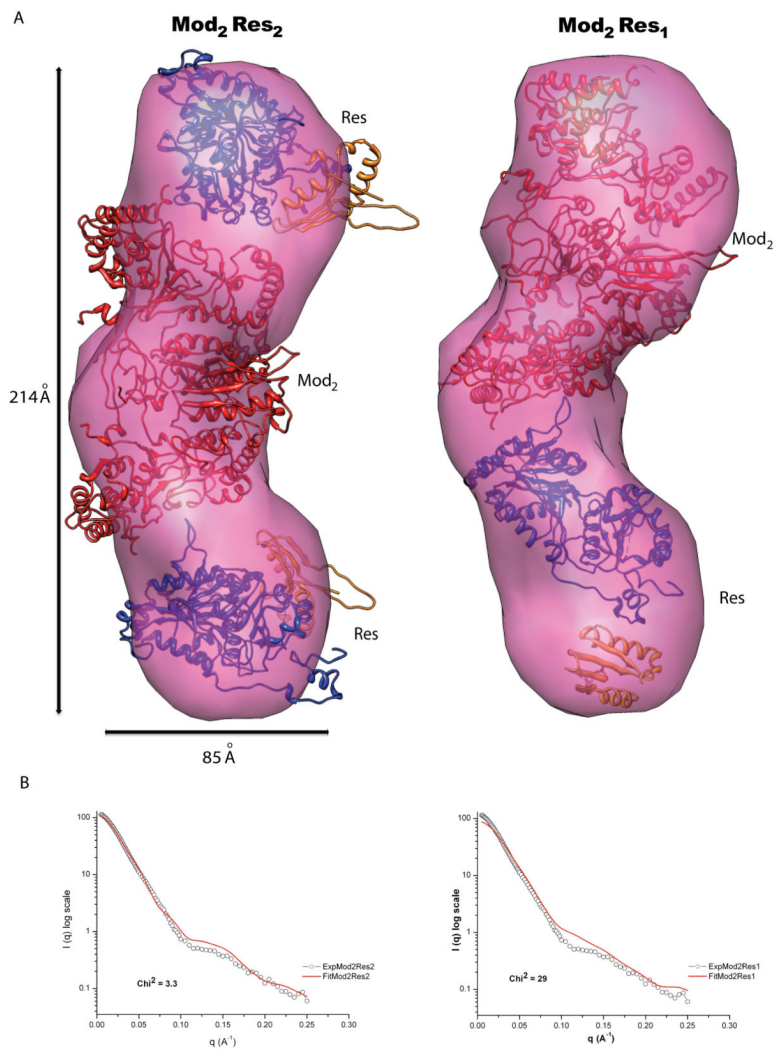 A
Mod₂ Res₂
Mod₂ Res₁
Res
Mod₂
Mod₂
214 Å
Res
Res
85 Å
B
I (q) log scale
100
10
1
0.1
0.00 0.05 0.10 0.15 0.20 0.25 0.30
q (A⁻¹)
Chi² = 3.3
ExpMod2Res2
FitMod2Res2
I (q) log scale
100
10
1
0.1
0.00 0.05 0.10 0.15 0.20 0.25 0.30
q (A⁻¹)
Chi² = 29
ExpMod2Res1
FitMod2Res1